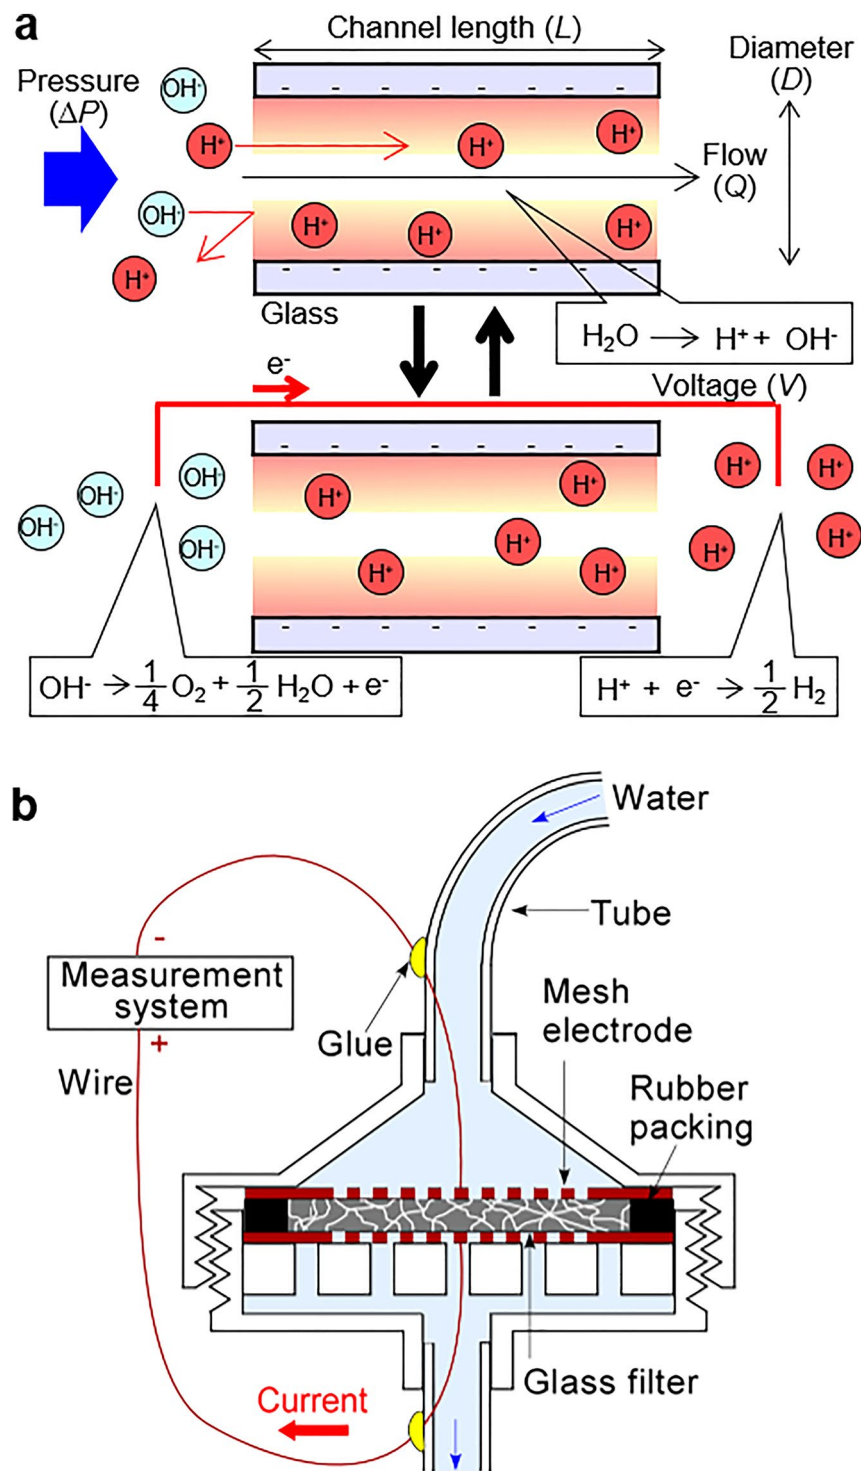 a
Channel length (L)
Diameter
(D)
Pressure
(ΔP)
OH-
H+
H+
H+
Flow
(Q)
OH-
H+
H+
H+
H+
- - - - - - - -
- - - - - - - -
Glass
H₂O → H+ + OH-
e-
Voltage (V)
- - - - - - - -
OH-
OH-
OH-
OH-
H+
H+
H+
H+
H+
H+
H+
H+
H+
- - - - - - - -
OH- → 1/4 O₂ + 1/2 H₂O + e-
H+ + e- → 1/2 H₂
b
Water
Tube
-
Measurement
system
+
Glue
Wire
Mesh
electrode
Rubber
packing
Glass filter
Current